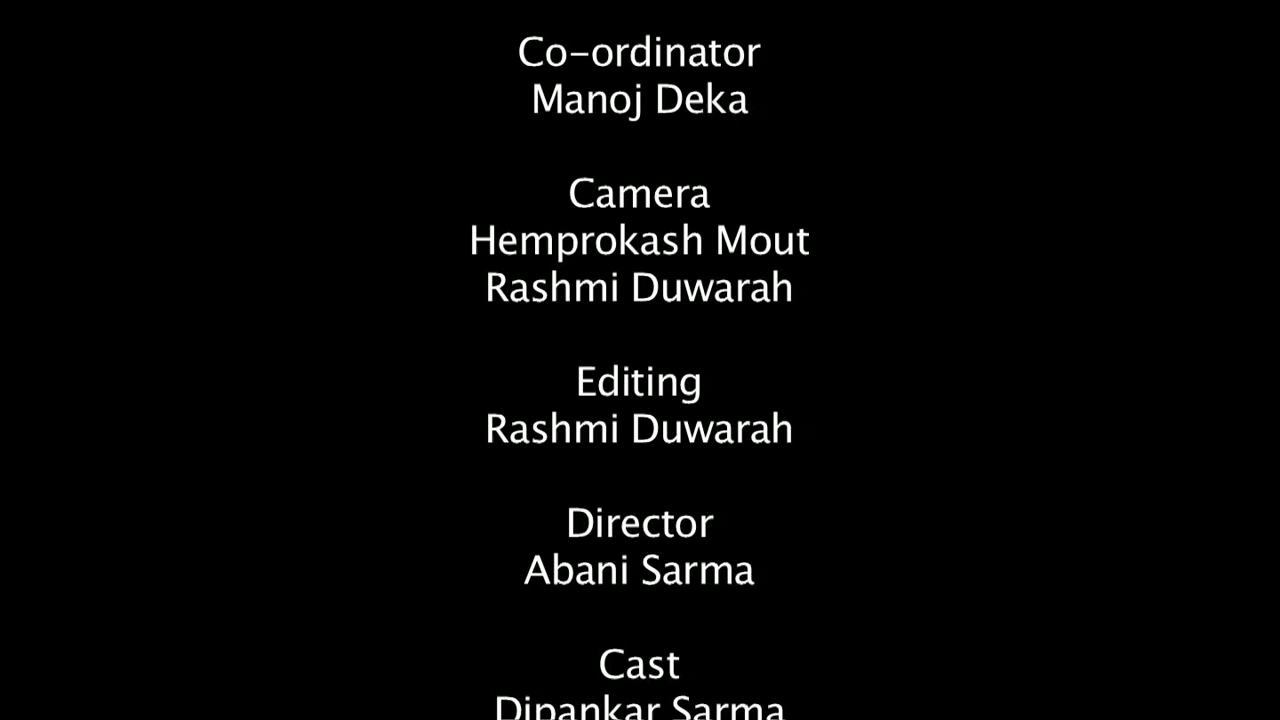 Co-ordinator
Manoj Deka
Camera
Hemprokash Mout
Rashmi Duwarah
Editing
Rashmi Duwarah
Director
Abani Sarma
Cast
Dipankar Sarma